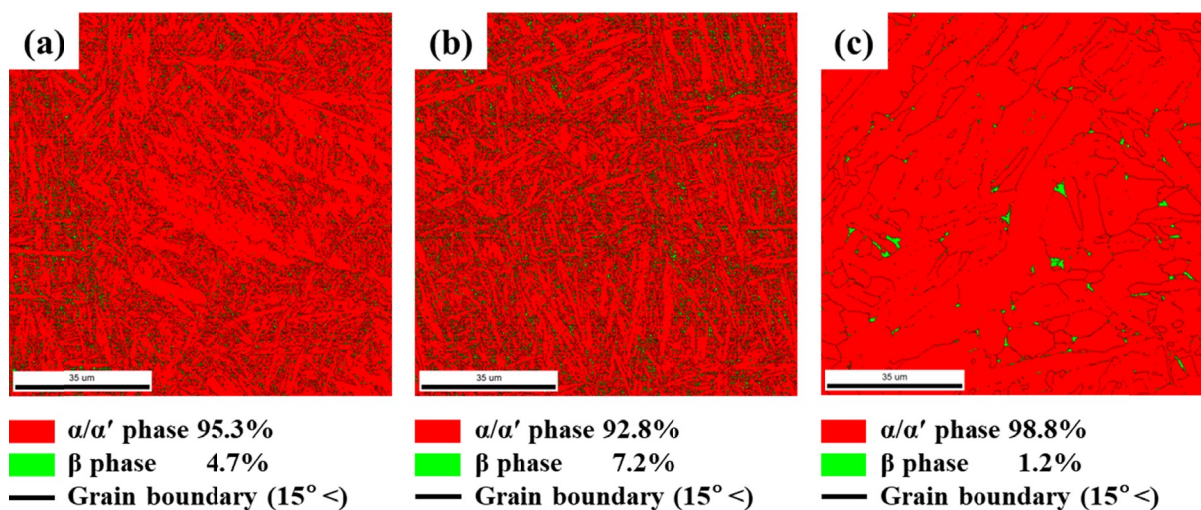 (a)
(b)
(c)
35 um
35 um
35 um
α/α′ phase 95.3%
β phase 4.7%
Grain boundary (15° <)
α/α′ phase 92.8%
β phase 7.2%
Grain boundary (15° <)
α/α′ phase 98.8%
β phase 1.2%
Grain boundary (15° <)